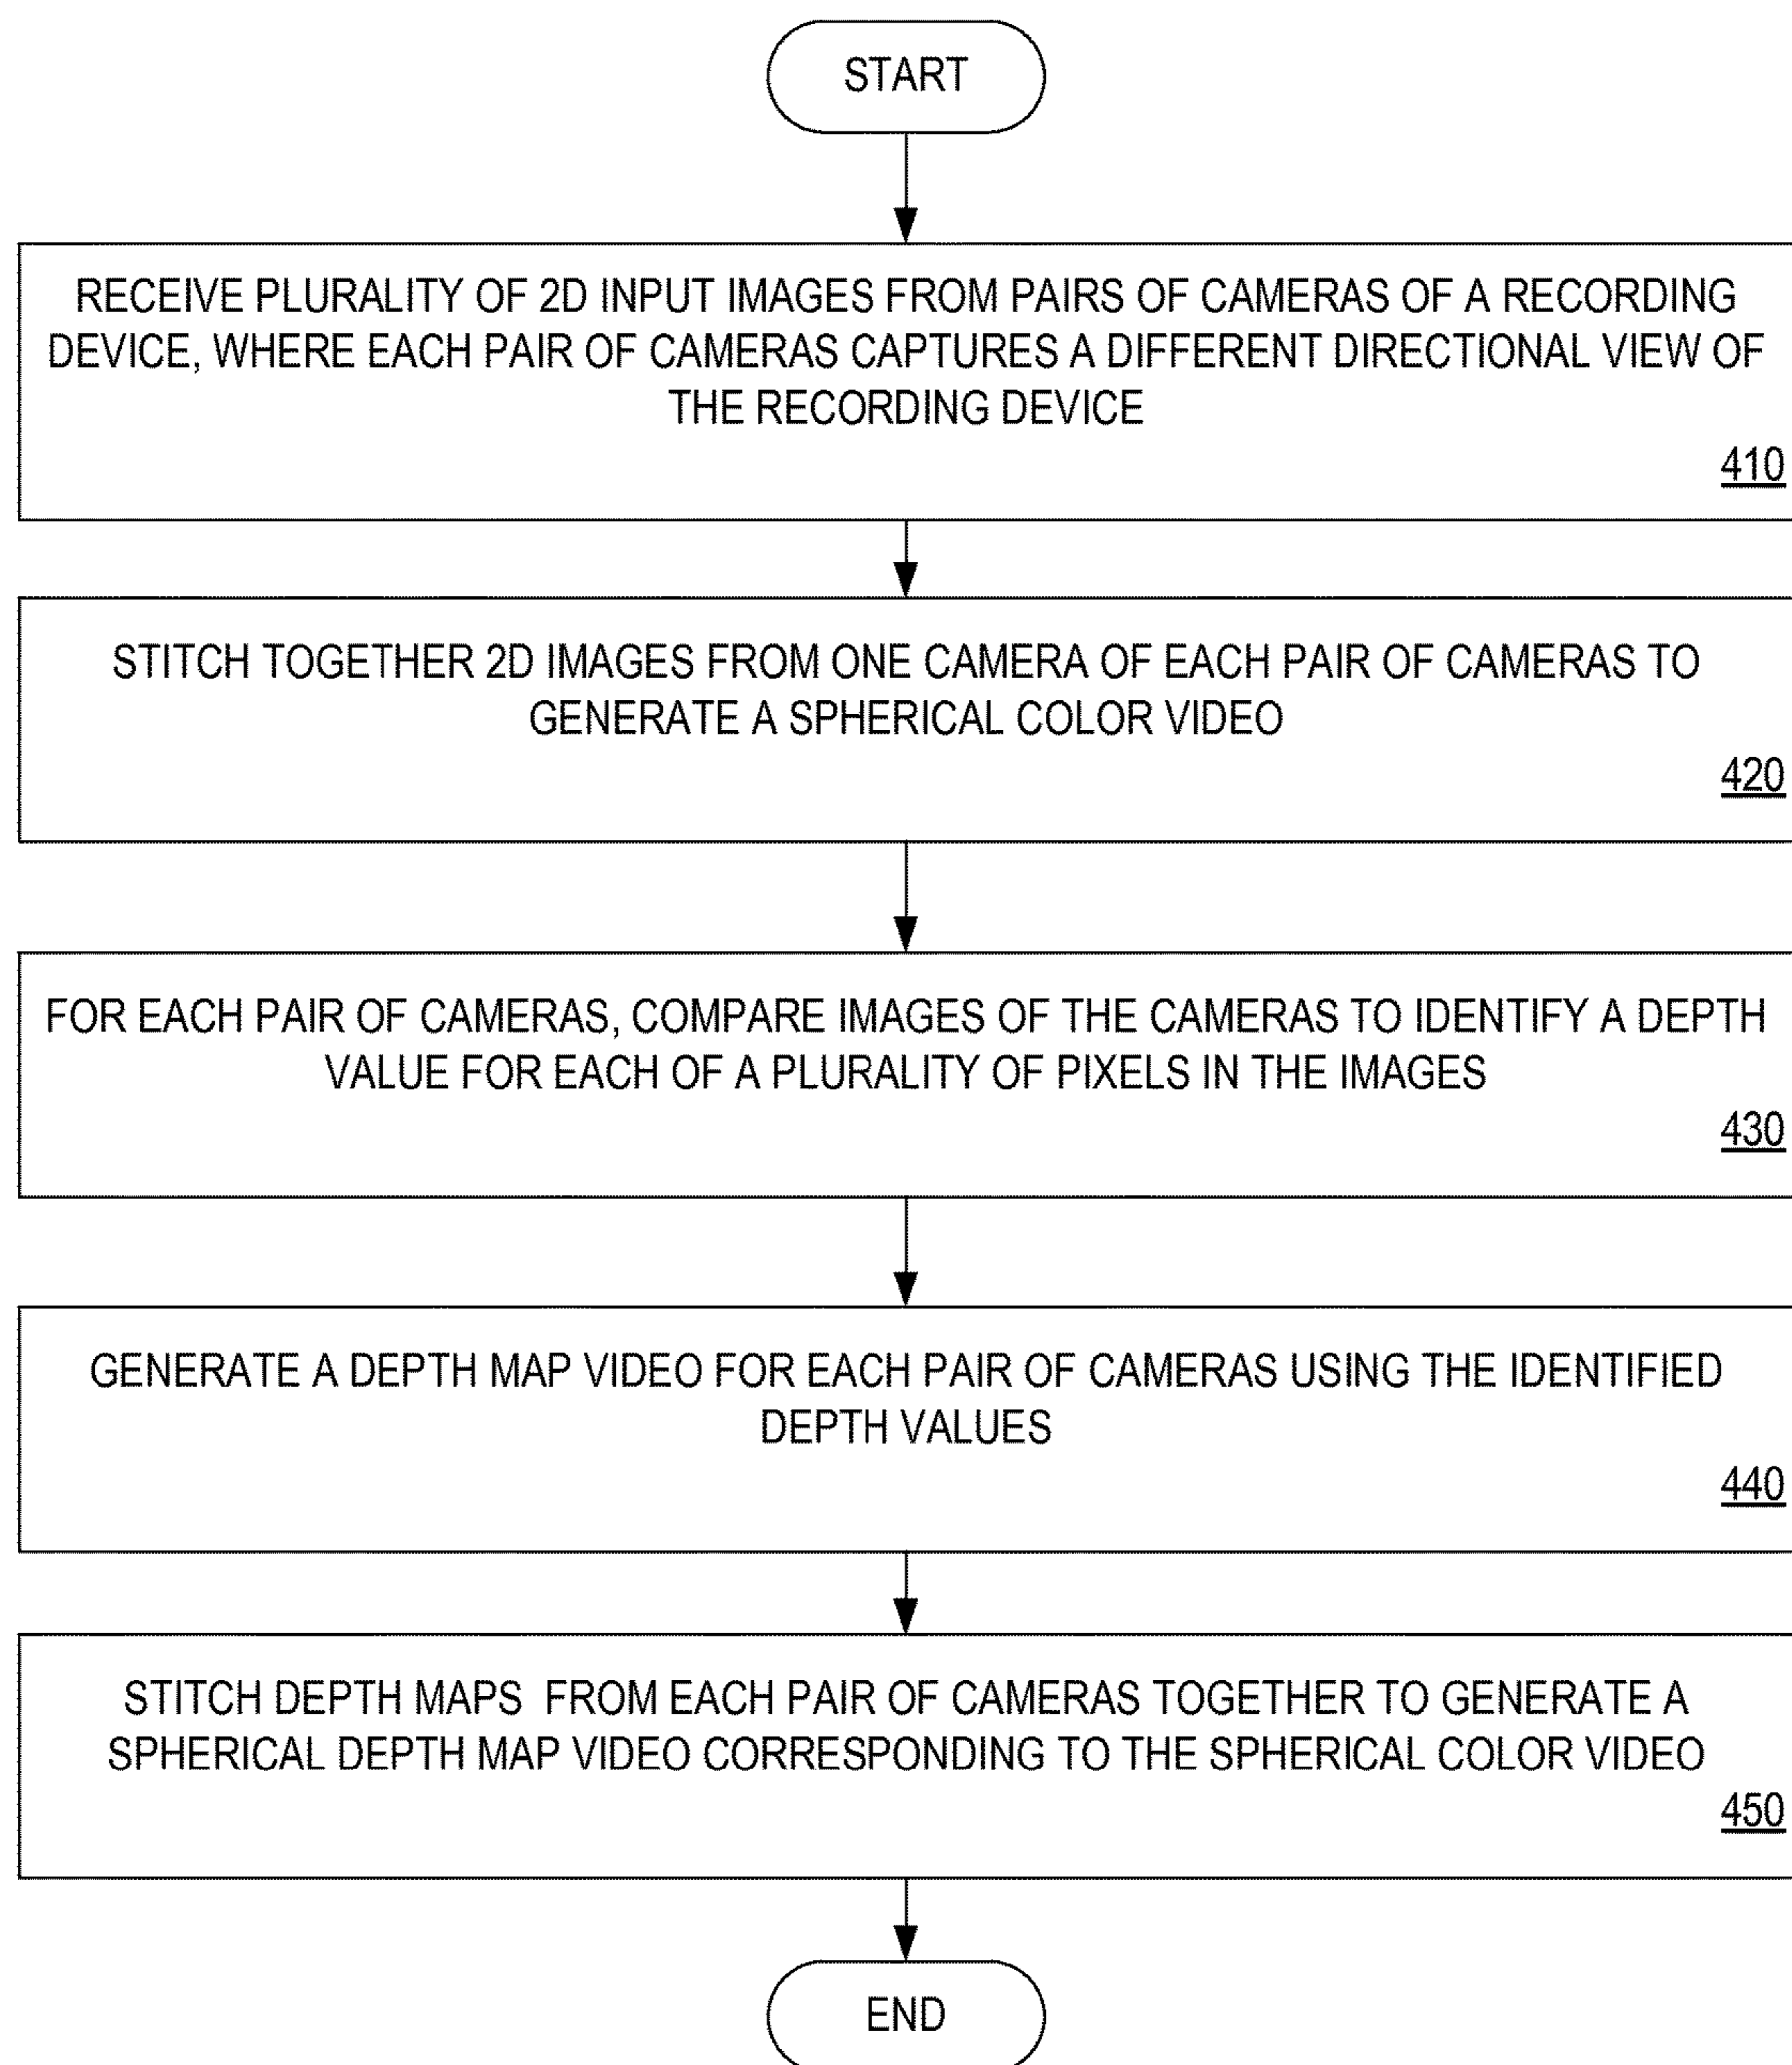 START
RECEIVE PLURALITY OF 2D INPUT IMAGES FROM PAIRS OF CAMERAS OF A RECORDING
DEVICE, WHERE EACH PAIR OF CAMERAS CAPTURES A DIFFERENT DIRECTIONAL VIEW OF
THE RECORDING DEVICE
410
STITCH TOGETHER 2D IMAGES FROM ONE CAMERA OF EACH PAIR OF CAMERAS TO
GENERATE A SPHERICAL COLOR VIDEO
420
FOR EACH PAIR OF CAMERAS, COMPARE IMAGES OF THE CAMERAS TO IDENTIFY A DEPTH
VALUE FOR EACH OF A PLURALITY OF PIXELS IN THE IMAGES
430
GENERATE A DEPTH MAP VIDEO FOR EACH PAIR OF CAMERAS USING THE IDENTIFIED
DEPTH VALUES
440
STITCH DEPTH MAPS FROM EACH PAIR OF CAMERAS TOGETHER TO GENERATE A
SPHERICAL DEPTH MAP VIDEO CORRESPONDING TO THE SPHERICAL COLOR VIDEO
450
END